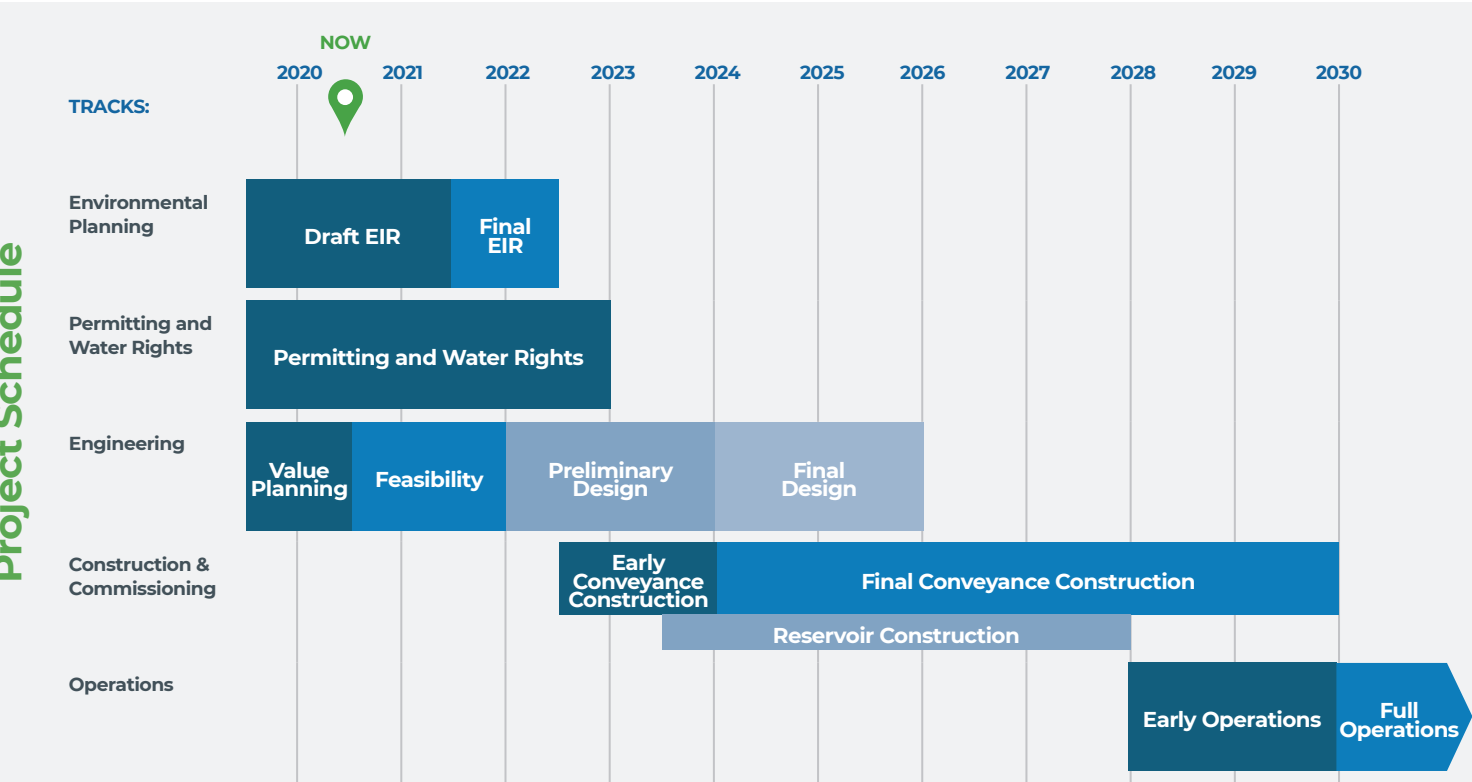 Project Schedule
NOW
2020 2021 2022 2023 2024 2025 2026 2027 2028 2029 2030
TRACKS:
Environmental
Planning
Draft EIR
Final
EIR
Permitting and
Water Rights
Permitting and Water Rights
Engineering
Value
Planning
Feasibility
Preliminary
Design
Final
Design
Construction &
Commissioning
Early
Conveyance
Construction
Final Conveyance Construction
Reservoir Construction
Operations
Early Operations
Full
Operations